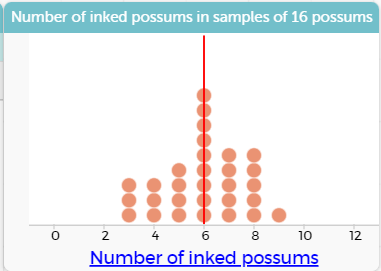 Number of inked possums in samples of 16 possums
0 2 4 6 8 10 12
Number of inked possums